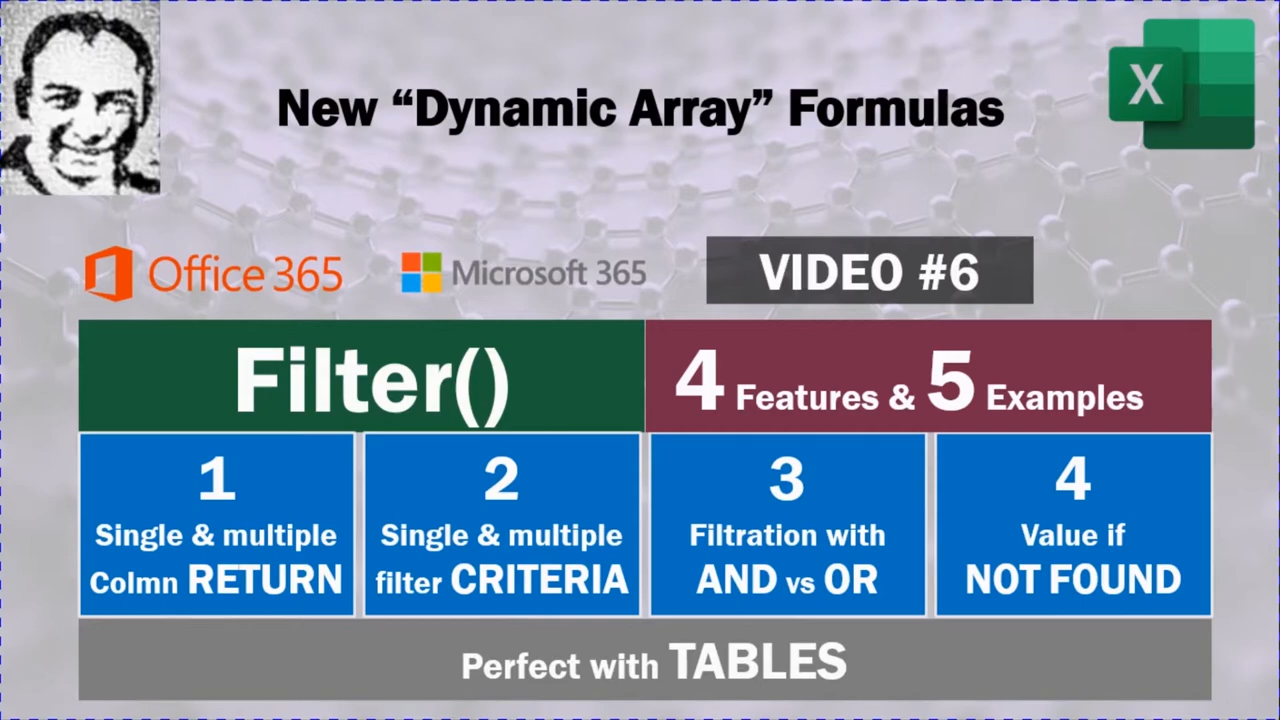 New “Dynamic Array” Formulas
X
Office 365
Microsoft 365
VIDEO #6
Filter()
4 Features & 5 Examples
1
Single & multiple
Colmn RETURN
2
Single & multiple
filter CRITERIA
3
Filtration with
AND vs OR
4
Value if
NOT FOUND
Perfect with TABLES